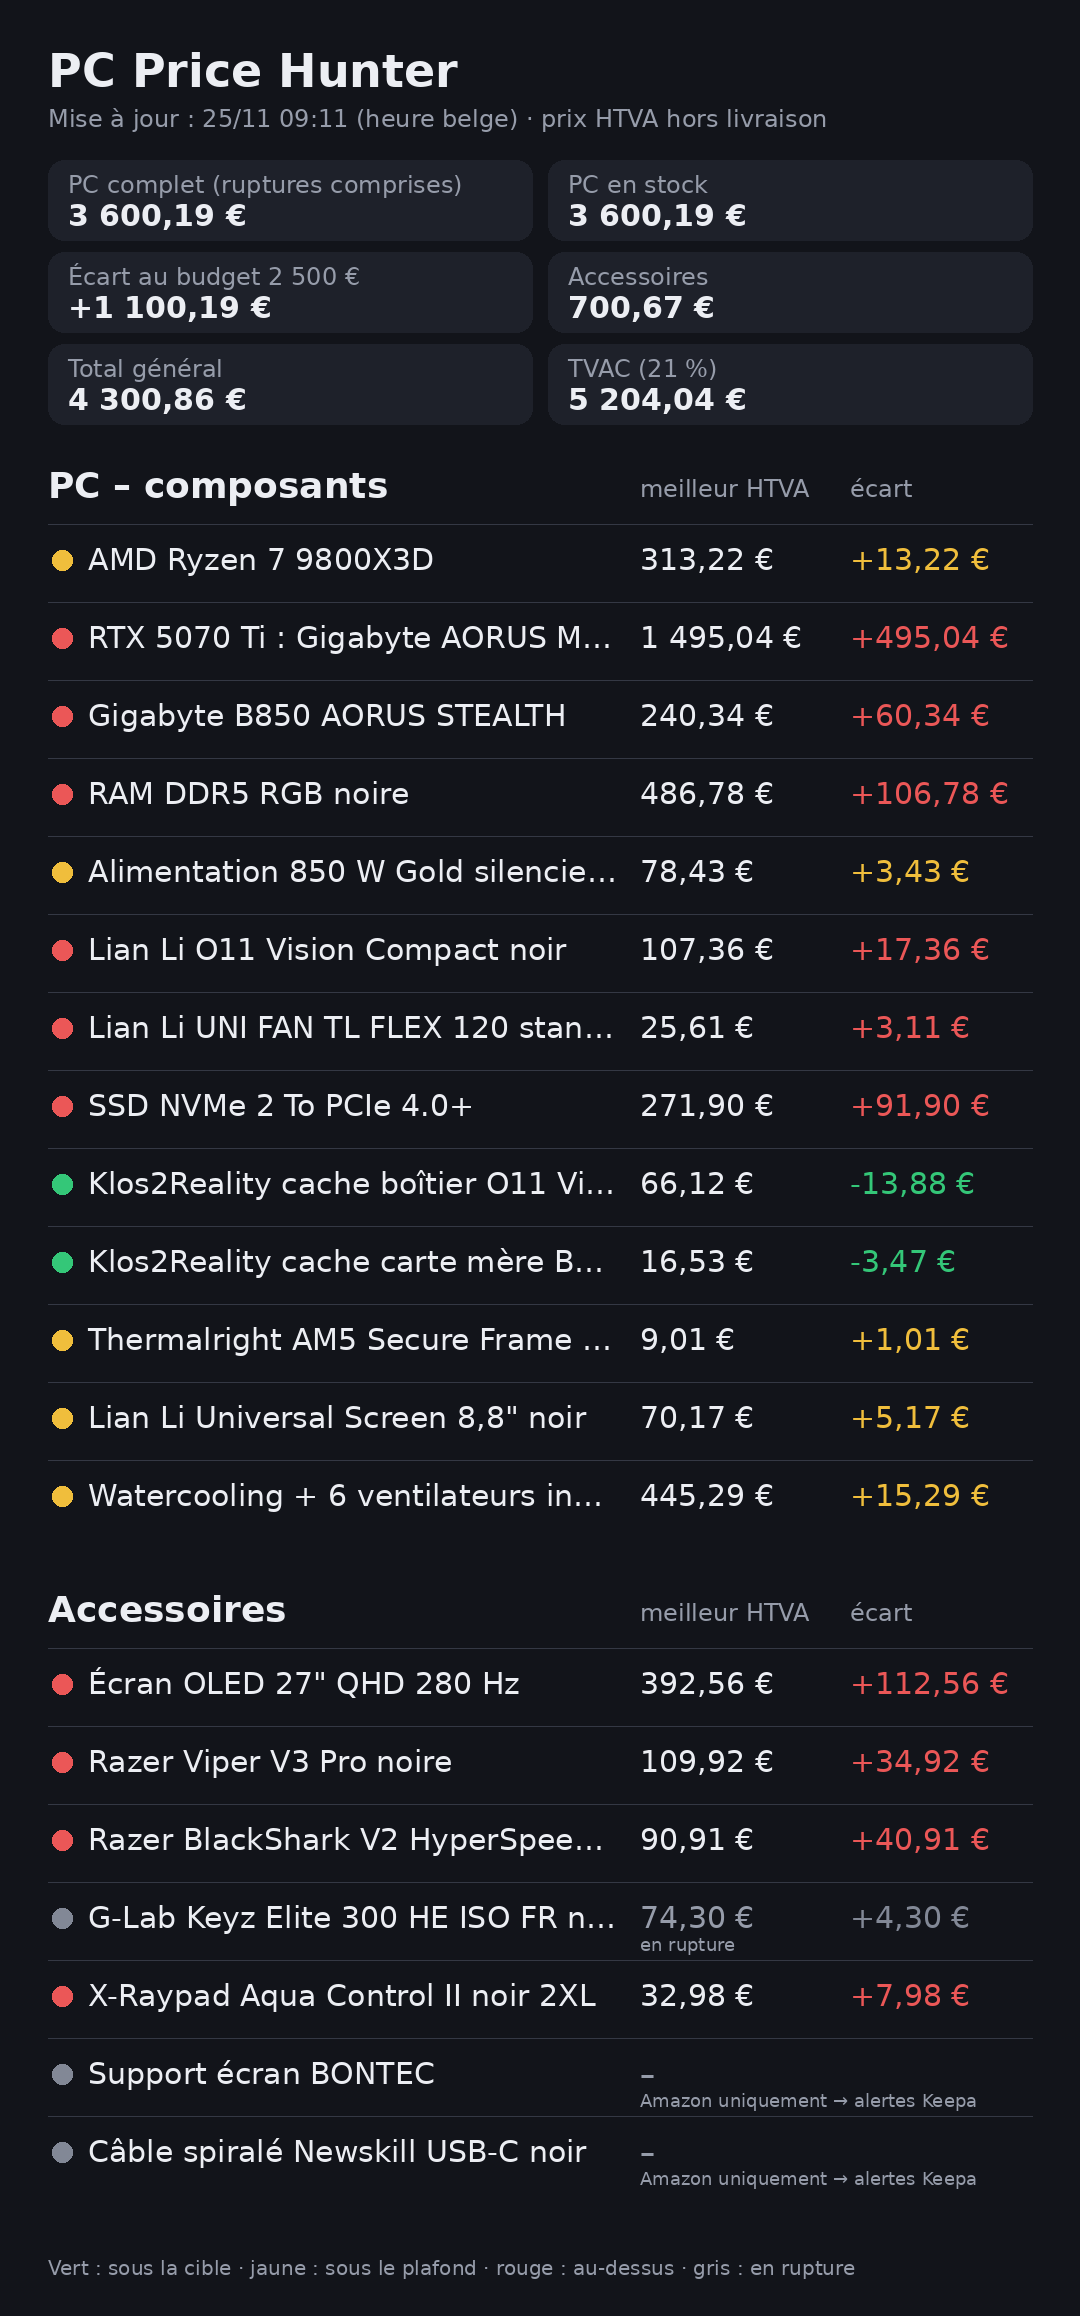 PC Price Hunter
Mise à jour : 25/11 09:11 (heure belge) · prix HTVA hors livraison
PC complet (ruptures comprises)
3 600,19 €
PC en stock
3 600,19 €
Écart au budget 2 500 €
+1 100,19 €
Accessoires
700,67 €
Total général
4 300,86 €
TVAC (21 %)
5 204,04 €
PC – composants meilleur HTVA écart
AMD Ryzen 7 9800X3D 313,22 € +13,22 €
RTX 5070 Ti : Gigabyte AORUS M… 1 495,04 € +495,04 €
Gigabyte B850 AORUS STEALTH 240,34 € +60,34 €
RAM DDR5 RGB noire 486,78 € +106,78 €
Alimentation 850 W Gold silencie… 78,43 € +3,43 €
Lian Li O11 Vision Compact noir 107,36 € +17,36 €
Lian Li UNI FAN TL FLEX 120 stan… 25,61 € +3,11 €
SSD NVMe 2 To PCIe 4.0+ 271,90 € +91,90 €
Klos2Reality cache boîtier O11 Vi… 66,12 € -13,88 €
Klos2Reality cache carte mère B… 16,53 € -3,47 €
Thermalright AM5 Secure Frame … 9,01 € +1,01 €
Lian Li Universal Screen 8,8" noir 70,17 € +5,17 €
Watercooling + 6 ventilateurs in… 445,29 € +15,29 €
Accessoires meilleur HTVA écart
Écran OLED 27" QHD 280 Hz 392,56 € +112,56 €
Razer Viper V3 Pro noire 109,92 € +34,92 €
Razer BlackShark V2 HyperSpee… 90,91 € +40,91 €
G-Lab Keyz Elite 300 HE ISO FR n… 74,30 € +4,30 €
en rupture
X-Raypad Aqua Control II noir 2XL 32,98 € +7,98 €
Support écran BONTEC –
Amazon uniquement → alertes Keepa
Câble spiralé Newskill USB-C noir –
Amazon uniquement → alertes Keepa
Vert : sous la cible · jaune : sous le plafond · rouge : au-dessus · gris : en rupture